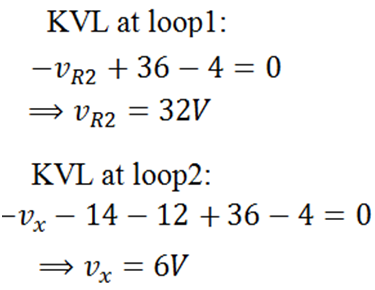 KVL at loop1:
−v_{R2} + 36 − 4 = 0
⟹ v_{R2} = 32V
KVL at loop2:
−v_x − 14 − 12 + 36 − 4 = 0
⟹ v_x = 6V